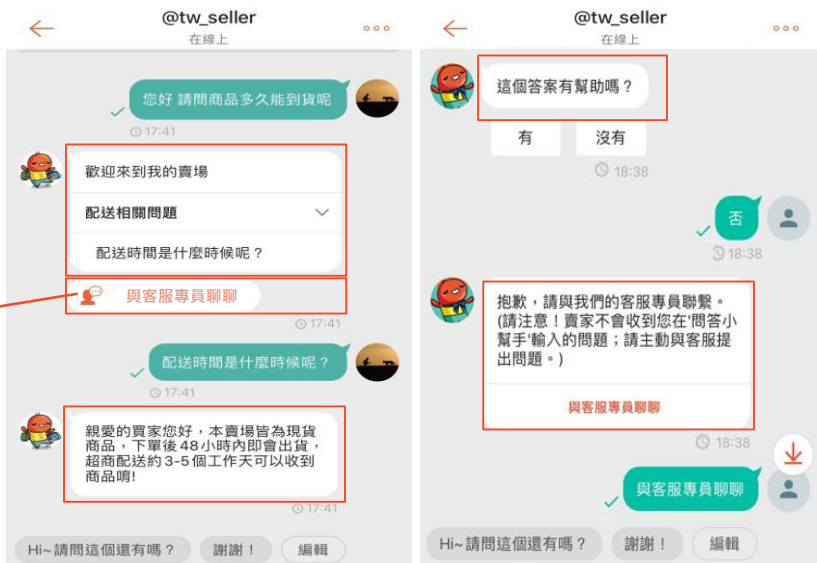 @tw_seller
在線上
您好 請問商品多久能到貨呢
17:41
歡迎來到我的賣場
配送相關問題
配送時間是什麼時候呢？
與客服專員聊聊
17:41
配送時間是什麼時候呢？
17:41
親愛的買家您好，本賣場皆為現貨
商品，下單後48小時內即會出貨，
超商配送約3-5個工作天可以收到
商品唷!
17:41
Hi~請問這個還有嗎？
謝謝！
編輯
@tw_seller
在線上
這個答案有幫助嗎？
有
沒有
18:38
否
18:38
抱歉，請與我們的客服專員聯繫。
(請注意！賣家不會收到您在'問答小
幫手'輸入的問題；請主動與客服提
出問題。)
與客服專員聊聊
18:38
與客服專員聊聊
Hi~請問這個還有嗎？
謝謝！
編輯